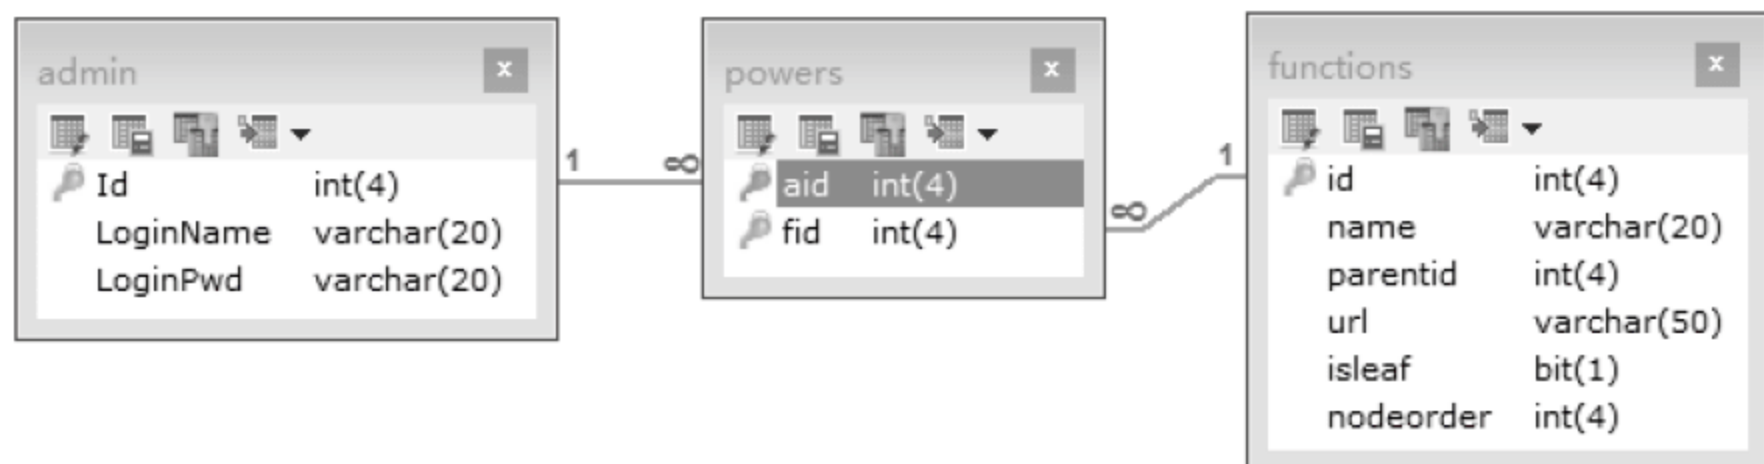 admin
x
Id int(4)
LoginName varchar(20)
LoginPwd varchar(20)
1 ∞
powers
x
aid int(4)
fid int(4)
∞ 1
functions
x
id int(4)
name varchar(20)
parentid int(4)
url varchar(50)
isleaf bit(1)
nodeorder int(4)